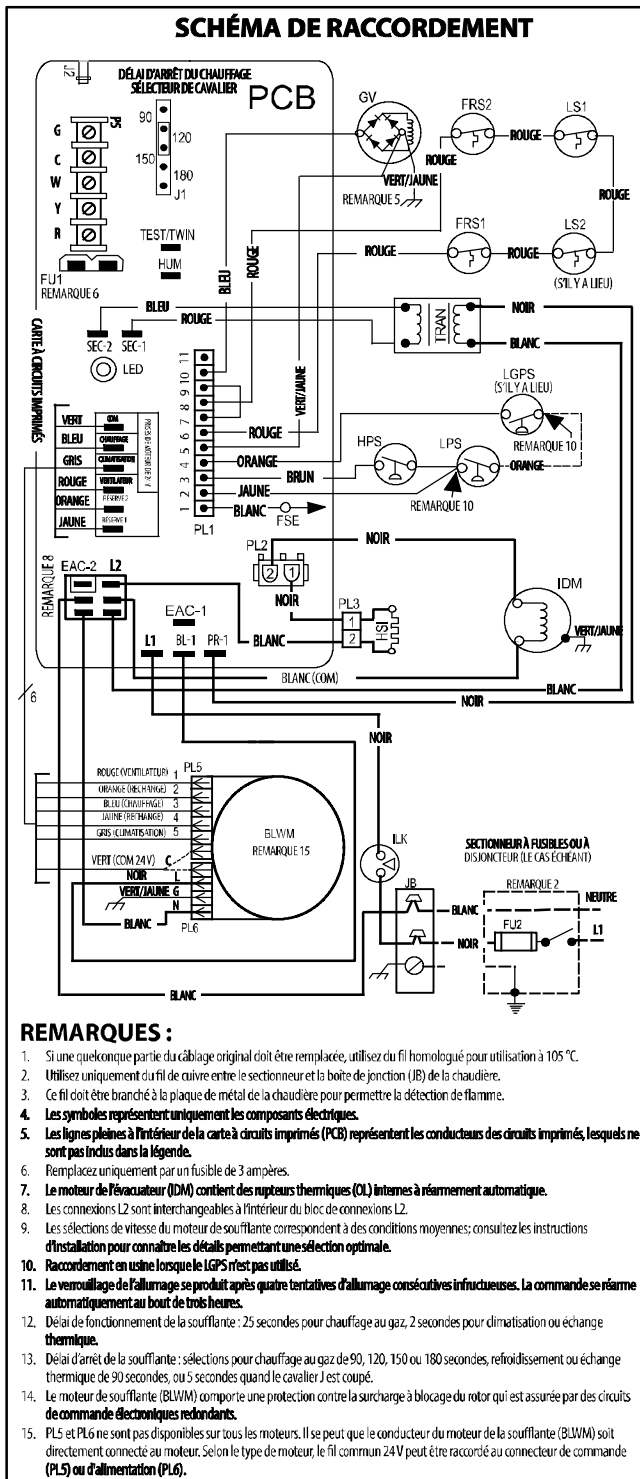 SCHÉMA DE RACCORDEMENT
J2
DÉLAI D'ARRÊT DU CHAUFFAGE
SÉLECTEUR DE CAVALIER
PCB
P5
G
C
W
Y
R
90
120
150
180
J1
TEST/TWIN
HUM
FU1
REMARQUE 6
BLEU
ROUGE
SEC-2
SEC-1
LED
CARTE À CIRCUITS IMPRIMÉS
GV
VERT/JAUNE
REMARQUE 5
BLEU
ROUGE
VERT/JAUNE
FRS2
LS1
ROUGE
ROUGE
ROUGE
FRS1
LS2
ROUGE
ROUGE
(S'IL Y A LIEU)
TRAN
NOIR
BLANC
VERT
BLEU
GRIS
ROUGE
ORANGE
JAUNE
COM
CHAUFFAGE
CLIMATISATION
VENTILATEUR
RÉSERVE 2
RÉSERVE 1
PRISES DE MOTEUR DE 24 V
11
10
9
8
7
6
5
4
3
2
1
PL1
ROUGE
ORANGE
BRUN
JAUNE
BLANC
FSE
LGPS
(S'IL Y A LIEU)
REMARQUE 10
HPS
LPS
ORANGE
REMARQUE 10
NOIR
PL2
2
1
NOIR
PL3
1
2
HSI
IDM
VERT/JAUNE
REMARQUE 8
EAC-2
L2
EAC-1
L1
BL-1
PR-1
BLANC
BLANC (COM)
BLANC
NOIR
6
NOIR
ROUGE (VENTILATEUR) 1
ORANGE (RECHANGE) 2
BLEU (CHAUFFAGE) 3
JAUNE (RECHANGE) 4
GRIS (CLIMATISATION) 5
VERT (COM 24 V) C
NOIR L
VERT/JAUNE G
N
BLANC
PL5
PL6
BLWM
REMARQUE 15
ILK
JB
SECTIONNEUR À FUSIBLES OU À
DISJONCTEUR (LE CAS ÉCHÉANT)
REMARQUE 2
BLANC
NEUTRE
FU2
NOIR
L1
BLANC
REMARQUES :
1. Si une quelconque partie du câblage original doit être remplacée, utilisez du fil homologué pour utilisation à 105 °C.
2. Utilisez uniquement du fil de cuivre entre le sectionneur et la boîte de jonction (JB) de la chaudière.
3. Ce fil doit être branché à la plaque de métal de la chaudière pour permettre la détection de flamme.
4. Les symboles représentent uniquement les composants électriques.
5. Les lignes pleines à l'intérieur de la carte à circuits imprimés (PCB) représentent les conducteurs des circuits imprimés, lesquels ne
sont pas inclus dans la légende.
6. Remplacez uniquement par un fusible de 3 ampères.
7. Le moteur de l'évacuateur (IDM) contient des rupteurs thermiques (OL) internes à réarmement automatique.
8. Les connexions L2 sont interchangeables à l'intérieur du bloc de connexions L2.
9. Les sélections de vitesse du moteur de soufflante correspondent à des conditions moyennes; consultez les instructions
d'installation pour connaître les détails permettant une sélection optimale.
10. Raccordement en usine lorsque le LGPS n'est pas utilisé.
11. Le verrouillage de l'allumage se produit après quatre tentatives d'allumage consécutives infructueuses. La commande se réarme
automatiquement au bout de trois heures.
12. Délai de fonctionnement de la soufflante : 25 secondes pour chauffage au gaz, 2 secondes pour climatisation ou échange
thermique.
13. Délai d'arrêt de la soufflante : sélections pour chauffage au gaz de 90, 120, 150 ou 180 secondes, refroidissement ou échange
thermique de 90 secondes, ou 5 secondes quand le cavalier J est coupé.
14. Le moteur de soufflante (BLWM) comporte une protection contre la surcharge à blocage du rotor qui est assurée par des circuits
de commande électroniques redondants.
15. PL5 et PL6 ne sont pas disponibles sur tous les moteurs. Il se peut que le conducteur du moteur de la soufflante (BLWM) soit
directement connecté au moteur. Selon le type de moteur, le fil commun 24 V peut être raccordé au connecteur de commande
(PL5) ou d'alimentation (PL6).